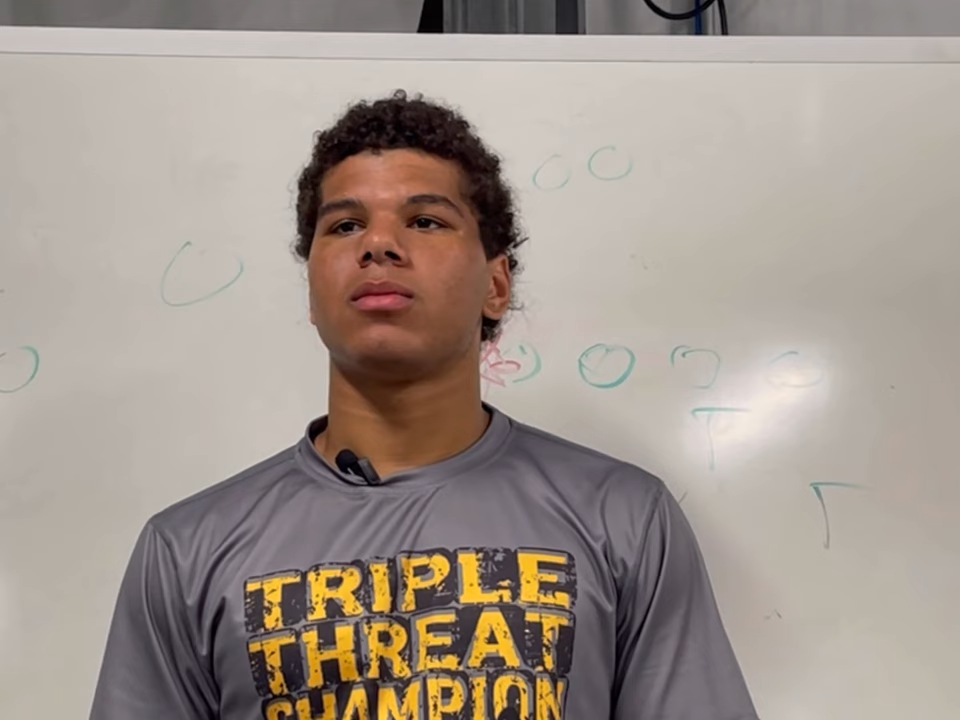 TRIPLE
THREAT
CHAMPION
O O
O
O O O O O
T
T